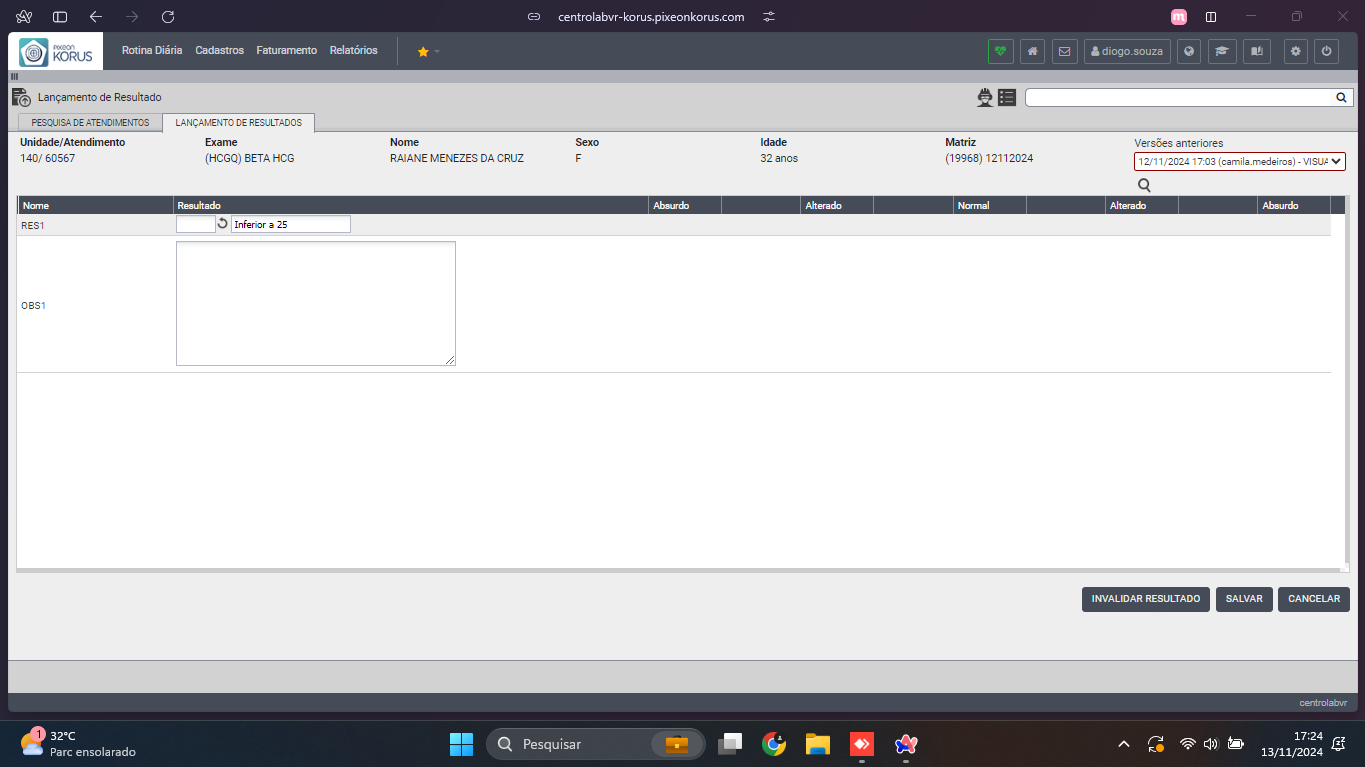 centrolabvr-korus.pixeonkorus.com
m
PIXEON
KORUS
Rotina Diária Cadastros Faturamento Relatórios
diogo.souza
Lançamento de Resultado
PESQUISA DE ATENDIMENTOS LANÇAMENTO DE RESULTADOS
Unidade/Atendimento Exame Nome Sexo Idade Matriz Versões anteriores
140/ 60567 (HCGQ) BETA HCG RAIANE MENEZES DA CRUZ F 32 anos (19968) 12112024 12/11/2024 17:03 (camila.medeiros) - VISUA
Nome Resultado Absurdo Alterado Normal Alterado Absurdo
RES1 Inferior a 25
OBS1
INVALIDAR RESULTADO SALVAR CANCELAR
centrolabvr
1 32°C
Parc ensolarado
Pesquisar
17:24
13/11/2024